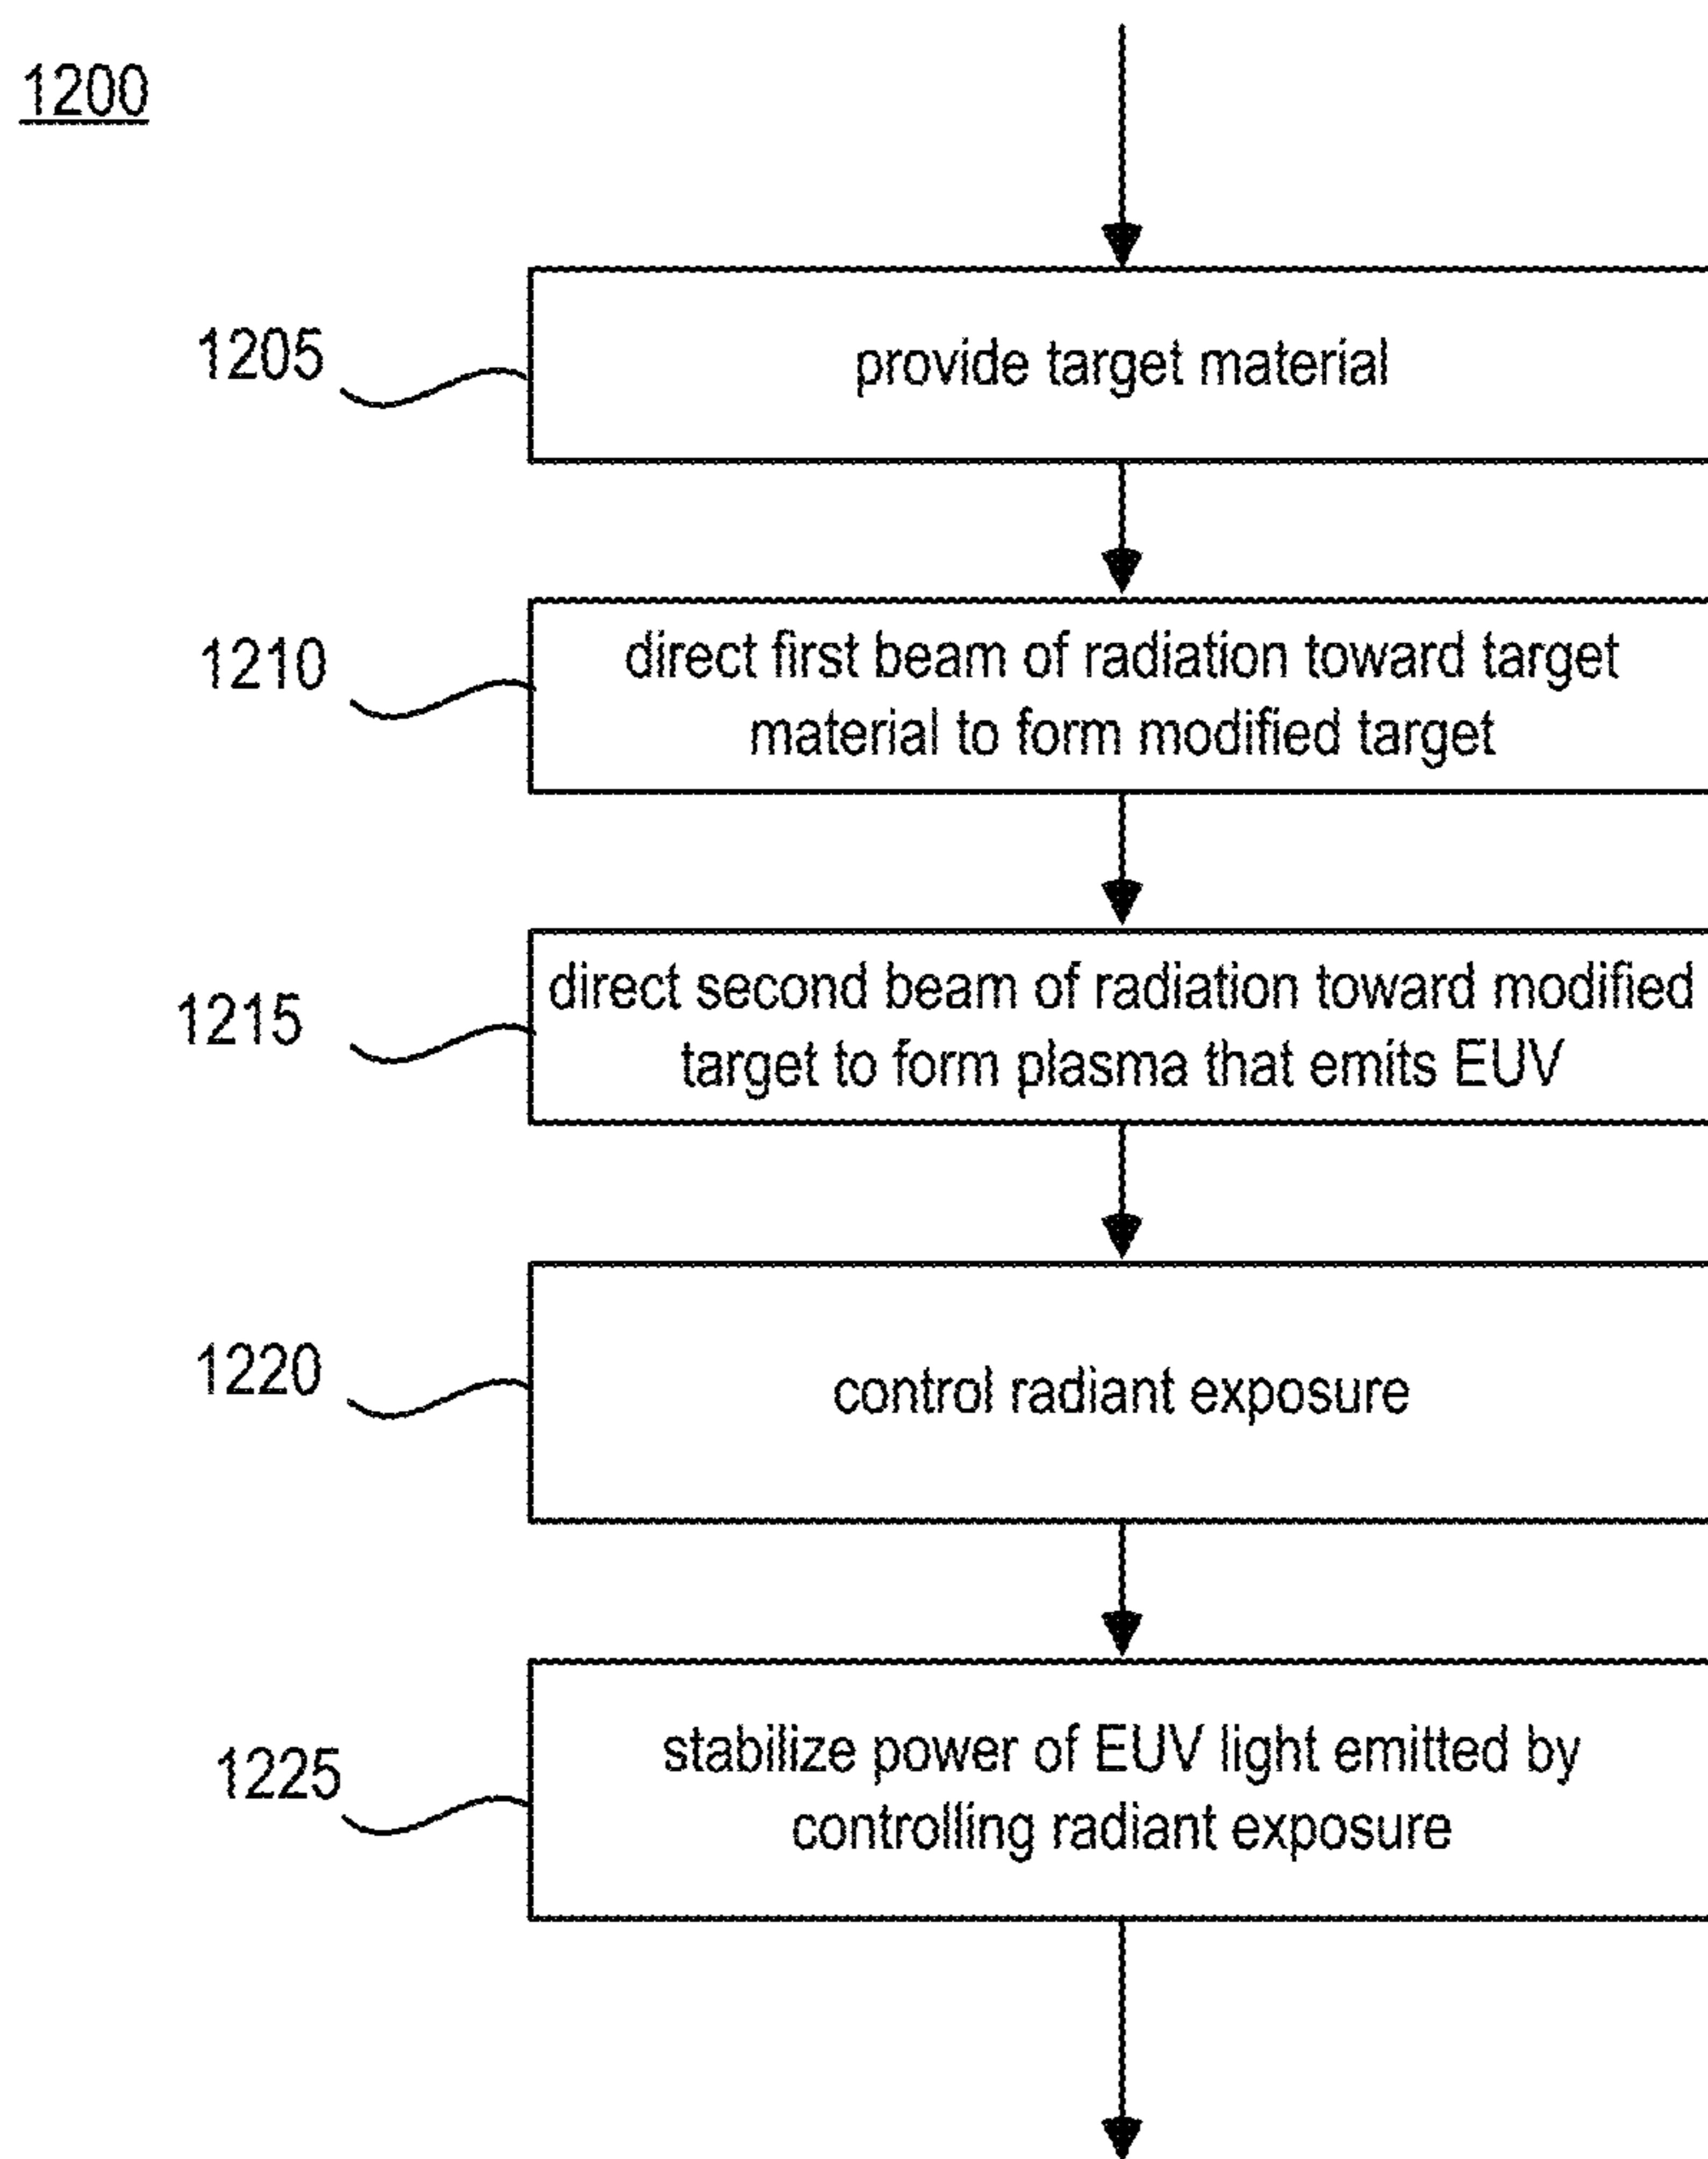 1200
1205
provide target material
1210
direct first beam of radiation toward target
material to form modified target
1215
direct second beam of radiation toward modified
target to form plasma that emits EUV
1220
control radiant exposure
1225
stabilize power of EUV light emitted by
controlling radiant exposure